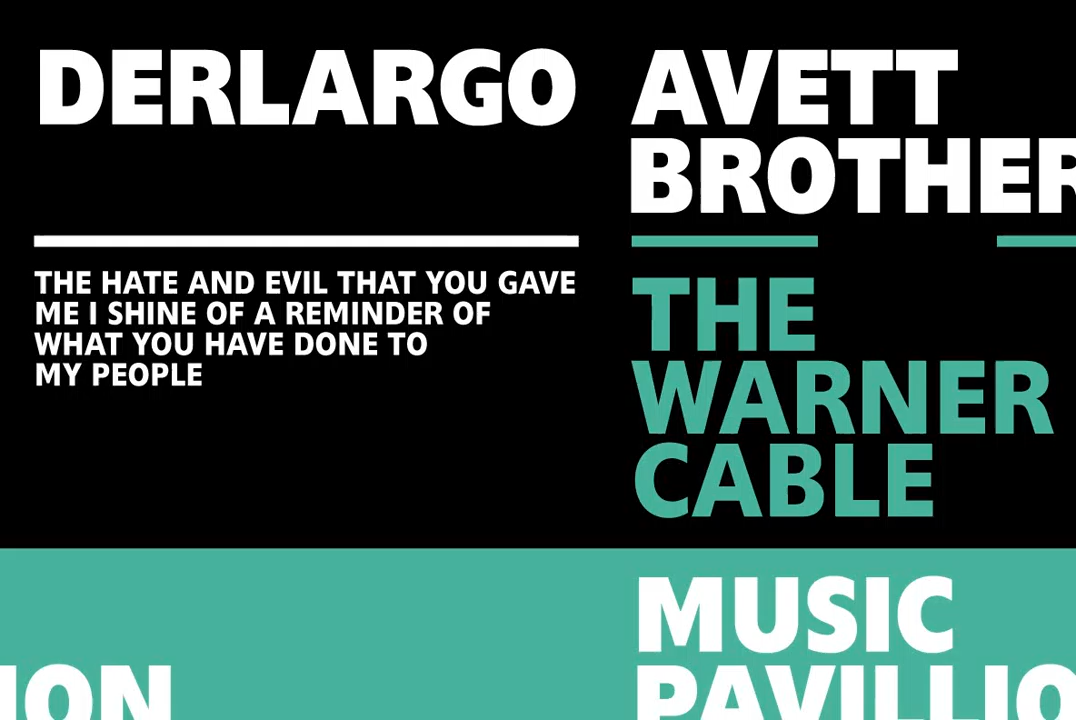 DERLARGO
THE HATE AND EVIL THAT YOU GAVE
ME I SHINE OF A REMINDER OF
WHAT YOU HAVE DONE TO
MY PEOPLE
AVETT
BROTHER
THE
WARNER
CABLE
MUSIC
PAVILLIO
ION